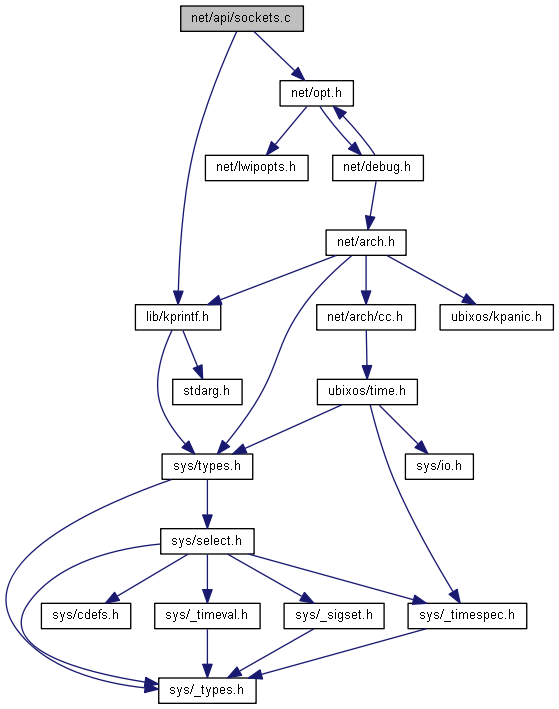 net/api/sockets.c
net/opt.h
net/lwipopts.h
net/debug.h
net/arch.h
lib/kprintf.h
net/arch/cc.h
ubixos/kpanic.h
stdarg.h
ubixos/time.h
sys/types.h
sys/io.h
sys/select.h
sys/cdefs.h
sys/_timeval.h
sys/_sigset.h
sys/_timespec.h
sys/_types.h